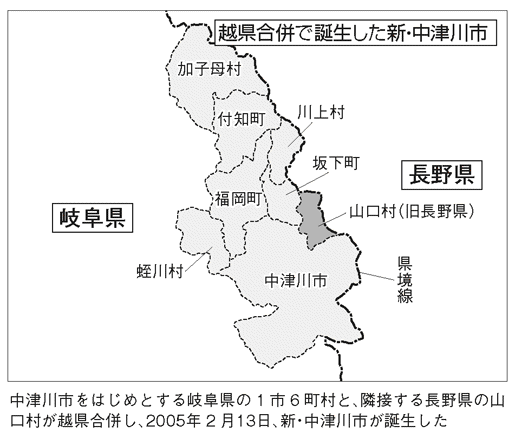 越県合併で誕生した新・中津川市
加子母村
付知町
川上村
坂下町
長野県
福岡町
山口村(旧長野県)
岐阜県
蛭川村
中津川市
県境線
中津川市をはじめとする岐阜県の1市6町村と、隣接する長野県の山
口村が越県合併し、2005年2月13日、新・中津川市が誕生した